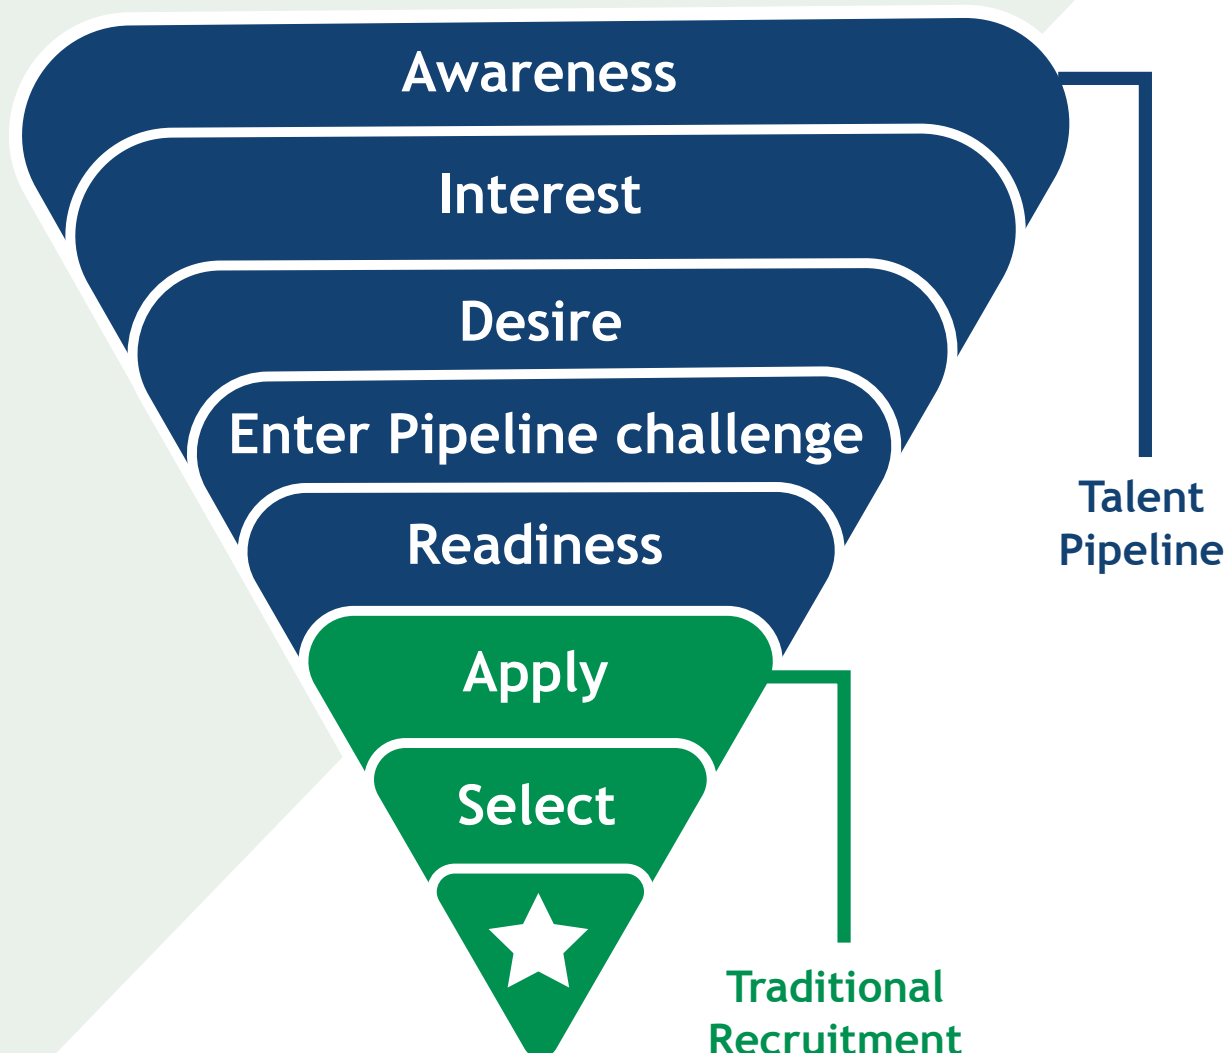 Awareness
Interest
Desire
Enter Pipeline challenge
Readiness
Talent
Pipeline
Apply
Select
Traditional
Recruitment